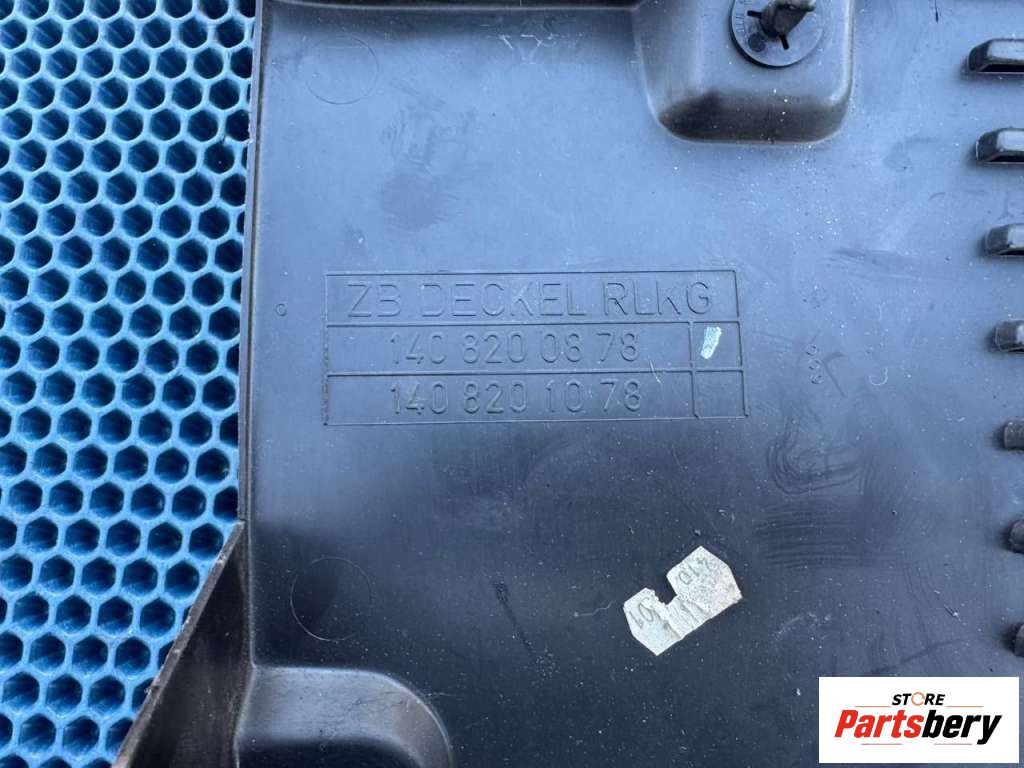 ZB DECKEL RLKG
140 820 08 78
140 820 10 78
STORE
Partsbery